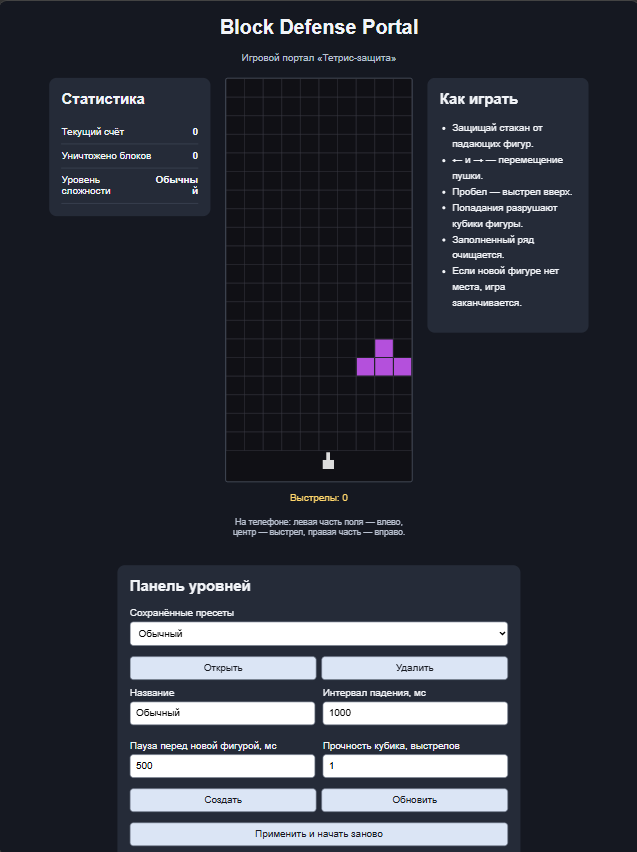 Block Defense Portal
Игровой портал «Тетрис-защита»
Статистика
Текущий счёт 0
Уничтожено блоков 0
Уровень сложности Обычны
й
Как играть
• Защищай стакан от
падающих фигур.
• ← и → — перемещение
пушки.
• Пробел — выстрел вверх.
• Попадания разрушают
кубики фигуры.
• Заполненный ряд
очищается.
• Если новой фигуре нет
места, игра
заканчивается.
Выстрелы: 0
На телефоне: левая часть поля — влево,
центр — выстрел, правая часть — вправо.
Панель уровней
Сохранённые пресеты
Обычный
Открыть Удалить
Название Интервал падения, мс
Обычный 1000
Пауза перед новой фигурой, мс Прочность кубика, выстрелов
500 1
Создать Обновить
Применить и начать заново